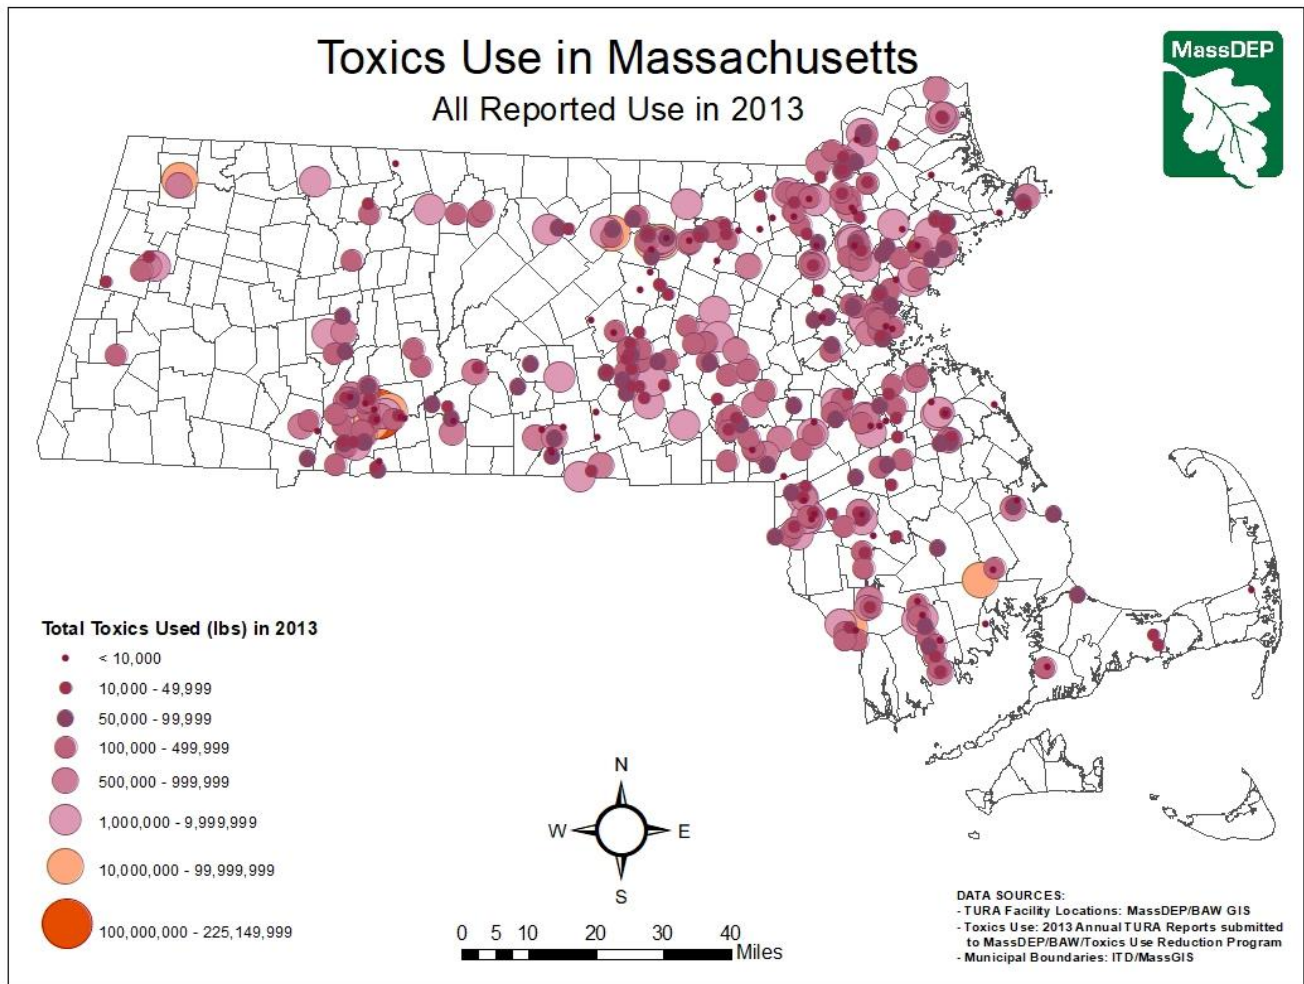 Toxics Use in Massachusetts
All Reported Use in 2013
MassDEP
Total Toxics Used (lbs) in 2013
< 10,000
10,000 - 49,999
50,000 - 99,999
100,000 - 499,999
500,000 - 999,999
1,000,000 - 9,999,999
10,000,000 - 99,999,999
100,000,000 - 225,149,999
N
W E
S
0 5 10 20 30 40
Miles
DATA SOURCES:
- TURA Facility Locations: MassDEP/BAW GIS
- Toxics Use: 2013 Annual TURA Reports submitted
to MassDEP/BAW/Toxics Use Reduction Program
- Municipal Boundaries: ITD/MassGIS